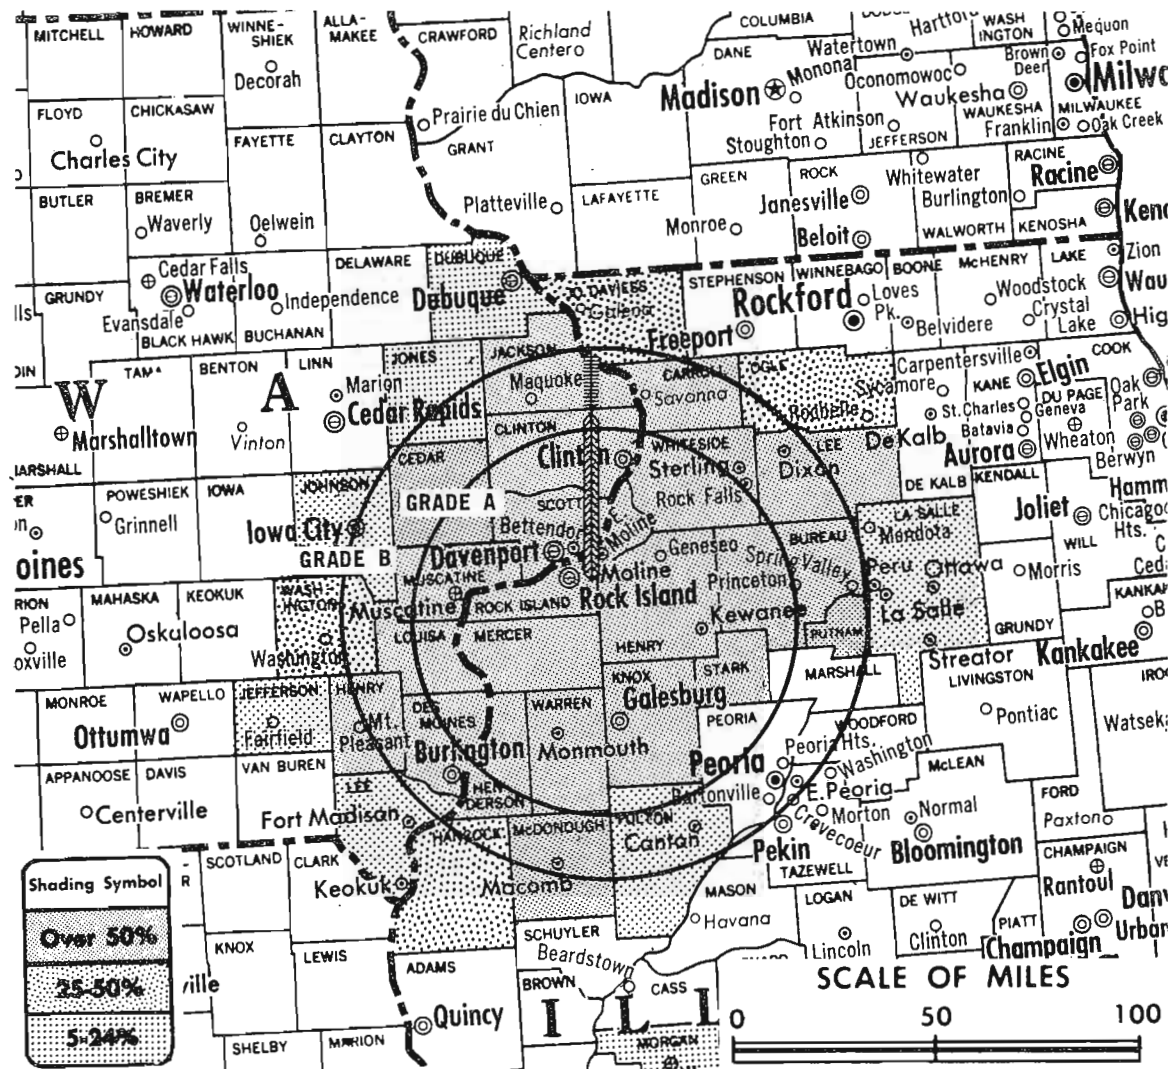 MITCHELL
HOWARD
WINNE-
SHIEK
ALLA-
MAKEE
CRAWFORD
Richland
Center
COLUMBIA
Hartford
WASH
INGTON
Mequon
Decorah
DANE
Watertown
Monona
Oconomowoc
Brown
Deer
Fox Point
Madison
Waukesha
FLOYD
CHICKASAW
Prairie du Chien
IOWA
Fort Atkinson
WAUKESHA
MILWAUKEE
Charles City
FAYETTE
CLAYTON
GRANT
Stoughton
JEFFERSON
Franklin
Oak Creek
BUTLER
BREMER
Waverly
Oelwein
Platteville
LAFAYETTE
GREEN
ROCK
Janesville
Whitewater
Burlington
RACINE
Racine
Monroe
Beloit
WALWORTH
KENOSHA
Cedar Falls
Waterloo
DELAWARE
DUBUQUE
Dubuque
JO DAVIESS
Galena
STEPHENSON
WINNEBAGO
BOONE
McHENRY
LAKE
Zion
GRUNDY
Evansdale
BLACK HAWK
Independence
BUCHANAN
Freeport
Rockford
Loves
Pk.
Belvidere
Woodstock
Crystal
Lake
TAMA
BENTON
LINN
JONES
JACKSON
CARROLL
OGLE
Carpentersville
COOK
W
A
Marion
Maquoke
Savanna
Rochelle
Sycamore
KANE
Elgin
Marshalltown
Vinton
Cedar Rapids
CLINTON
St. Charles
DU PAGE
Geneva
Batavia
Wheaton
Oak
Park
Berwyn
CEDAR
Clinton
WHITESIDE
Sterling
Rock Falls
LEE
Dixon
DeKalb
Aurora
DE KALB
KENDALL
POWESHIEK
IOWA
JOHNSON
GRADE A
SCOTT
LA SALLE
Mendota
Joliet
Chicago
Hts.
Grinnell
Iowa City
Bettendorf
E.
Moline
BUREAU
WILL
GRADE B
Davenport
Geneseo
Spring Valley
Peru
Ottawa
Morris
MAHASKA
KEOKUK
WASH-
INGTON
MUSCATINE
Muscatine
ROCK ISLAND
Moline
Rock Island
Princeton
Kewanee
La Salle
Pella
Oskaloosa
Washington
LOUISA
MERCER
HENRY
PUTNAM
GRUNDY
Kankakee
STARK
MARSHALL
Streator
LIVINGSTON
MONROE
WAPELLO
JEFFERSON
HENRY
DES
MOINES
WARREN
KNOX
Galesburg
PEORIA
WOODFORD
Pontiac
Ottumwa
Fairfield
Mt.
Pleasant
Burlington
Monmouth
Peoria
Hts.
Washington
APPANOOSE
DAVIS
VAN BUREN
Peoria
McLEAN
Centerville
LEE
HEN
DERSON
Bartonville
E. Peoria
Morton
Normal
FORD
Paxton
Fort Madison
HANCOCK
McDONOUGH
FULTON
Canton
Crevecoeur
Bloomington
Pekin
TAZEWELL
CHAMPAIGN
Rantoul
SCOTLAND
CLARK
Keokuk
Macomb
MASON
Havana
LOGAN
DE WITT
PIATT
KNOX
LEWIS
SCHUYLER
Beardstown
Lincoln
Clinton
Champaign
ADAMS
BROWN
CASS
Quincy
I L L
SHELBY
MARION
MORGAN
Shading Symbol
Over 50%
25-50%
5-24%
SCALE OF MILES
0 50 100